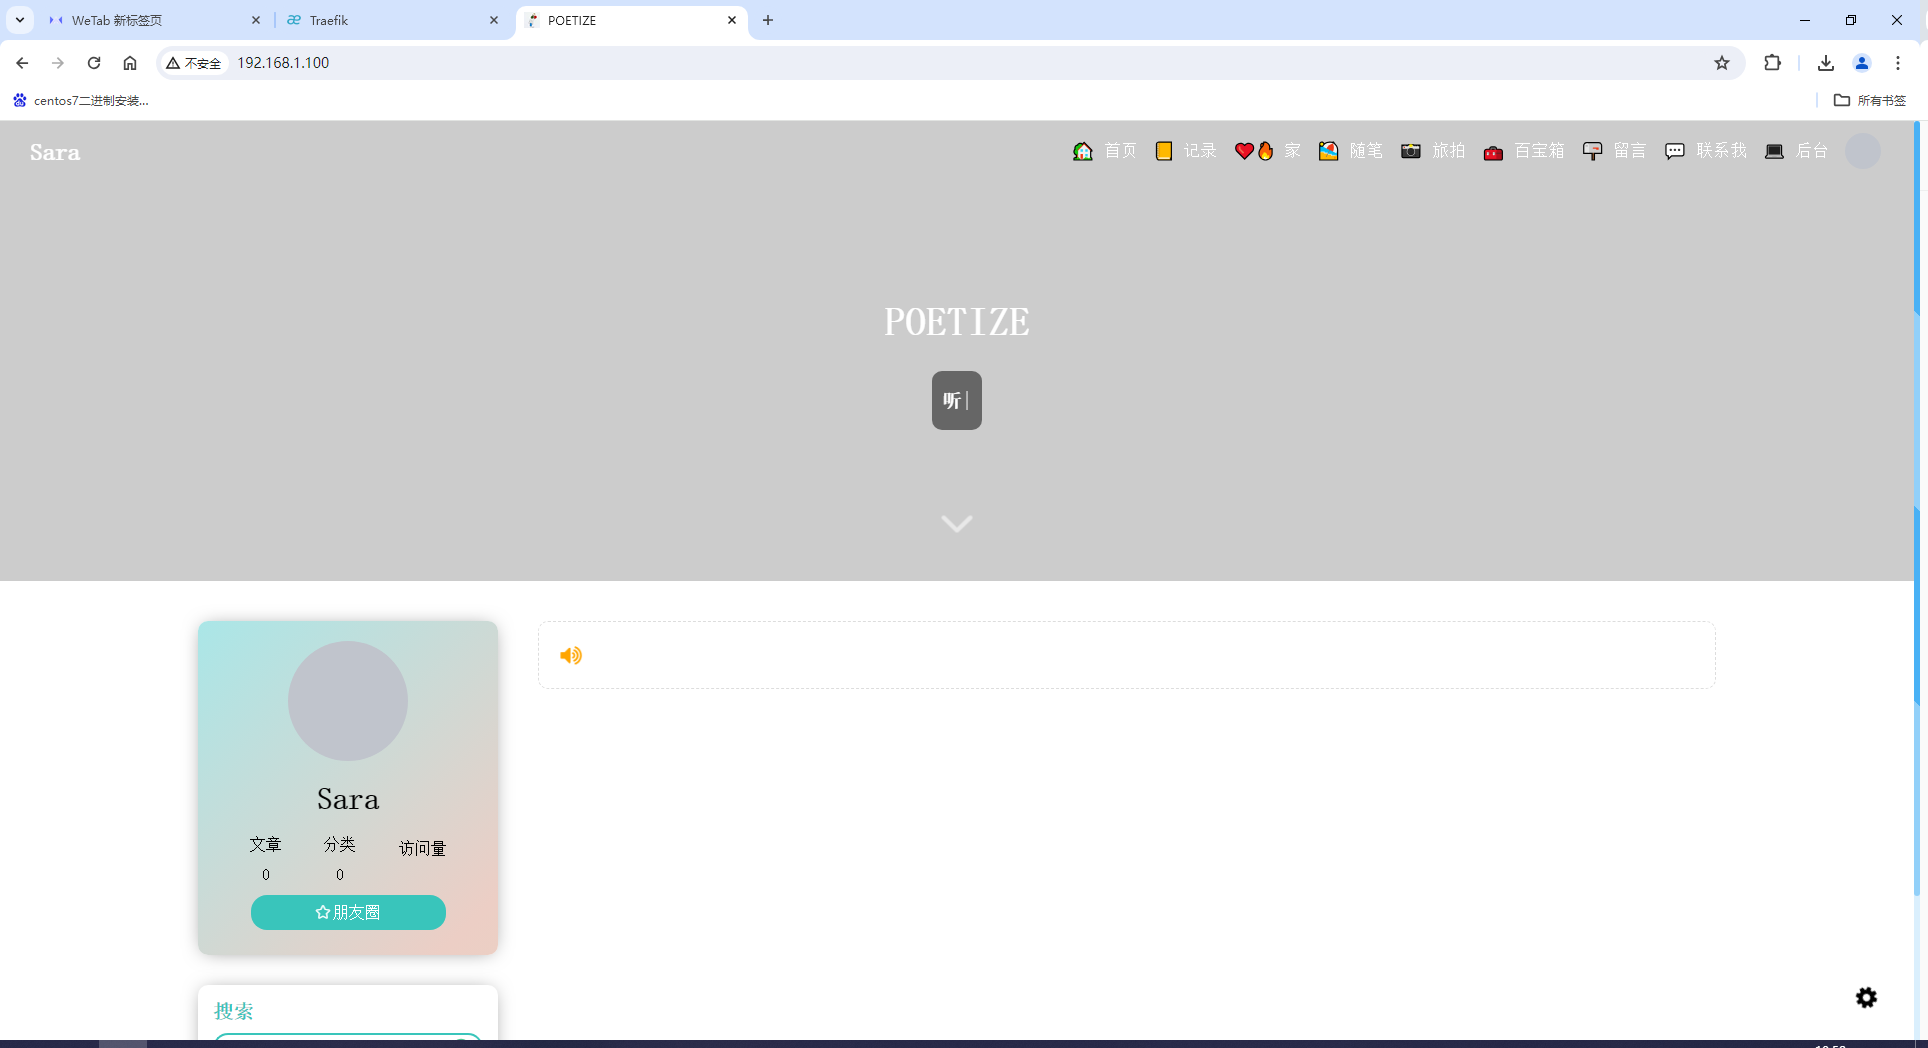 WeTab 新标签页
Traefik
POETIZE
不安全
192.168.1.100
centos7二进制安装...
所有书签
Sara
首页
记录
家
随笔
旅拍
百宝箱
留言
联系我
后台
POETIZE
听|
Sara
文章
分类
访问量
0
0
朋友圈
搜索